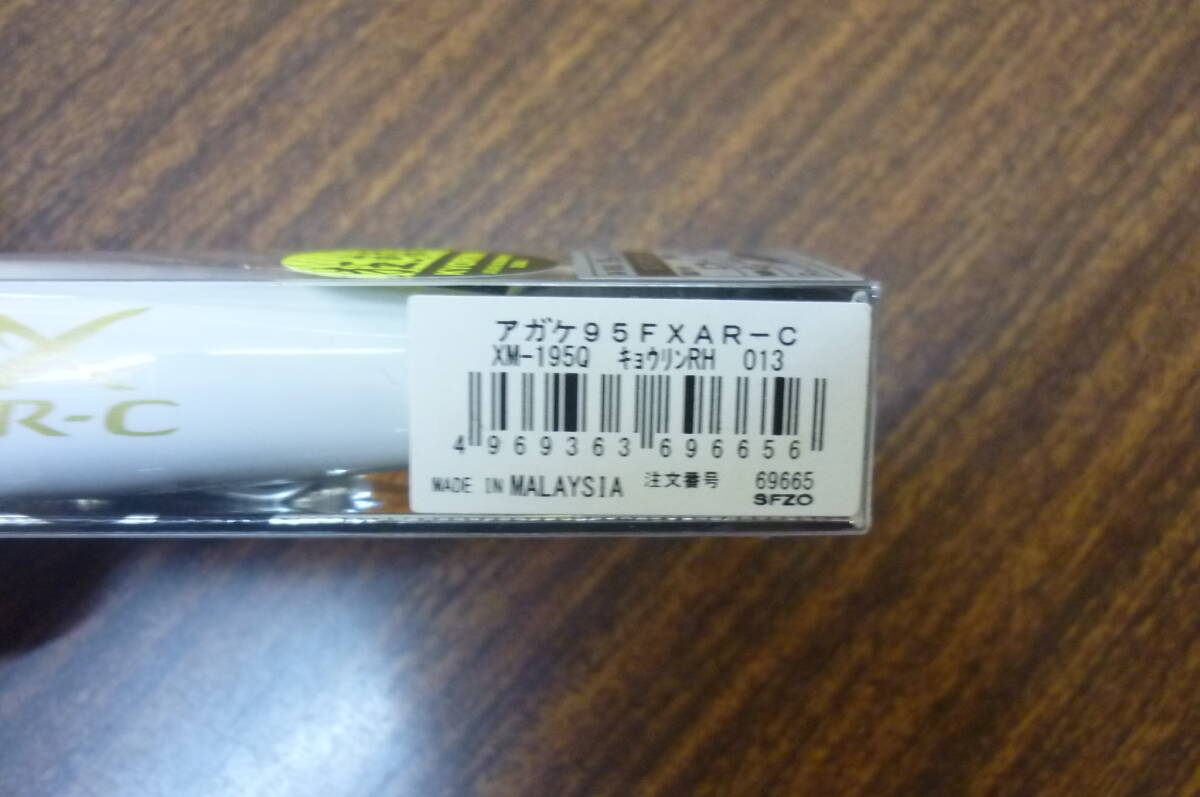 アガケ95FXAR-C
XM-195Q キョウリンRH 013
4 969363 696656
MADE IN MALAYSIA 注文番号 69665
SFZO
R-C